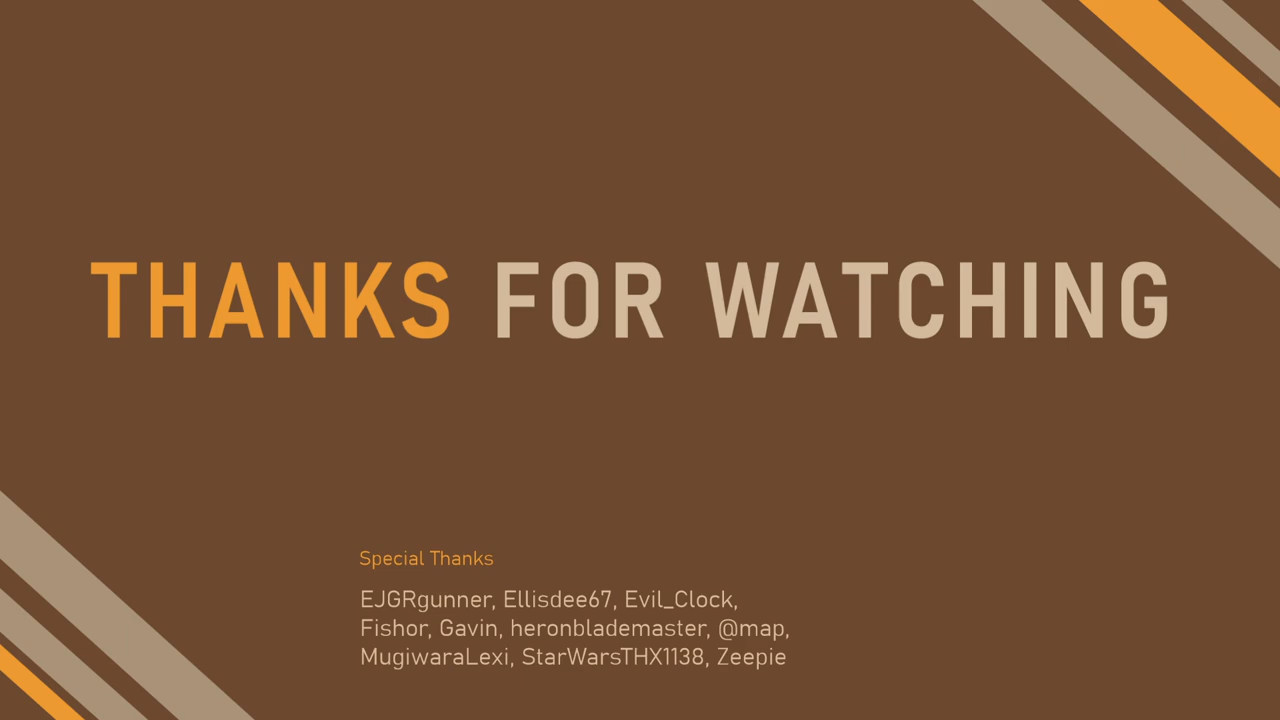 THANKS FOR WATCHING
Special Thanks
EJGRgunner, Ellisdee67, Evil_Clock,
Fishor, Gavin, heronblademaster, @map,
MugiwaraLexi, StarWarsTHX1138, Zeepie